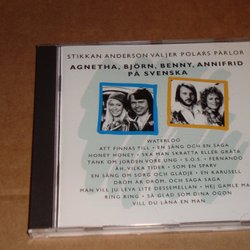 STIKKAN ANDERSON VÄLJER POLARS PÄRLOR
AGNETHA, BJÖRN, BENNY, ANNIFRID
PÅ SVENSKA
WATERLOO
ATT FINNAS TILL • EN SÅNG OCH EN SAGA
HONEY HONEY • SKA MAN SKRATTA ELLER GRÅTA
TÄNK OM JORDEN VORE UNG • S.O.S. • FERNANDO
ÅH, VILKA TIDER • SOM EN SPARV
EN SÅNG OM SORG OCH GLÄDJE • EN KARUSELL
DRÖM ÄR DRÖM, OCH SAGA SAGA
MAN VILL JU LEVA LITE DESSEMELLAN • HEJ GAMLE MAN
RING RING • SÅ GLAD SOM DINA ÖGON
VILL DU LÅNA EN MAN